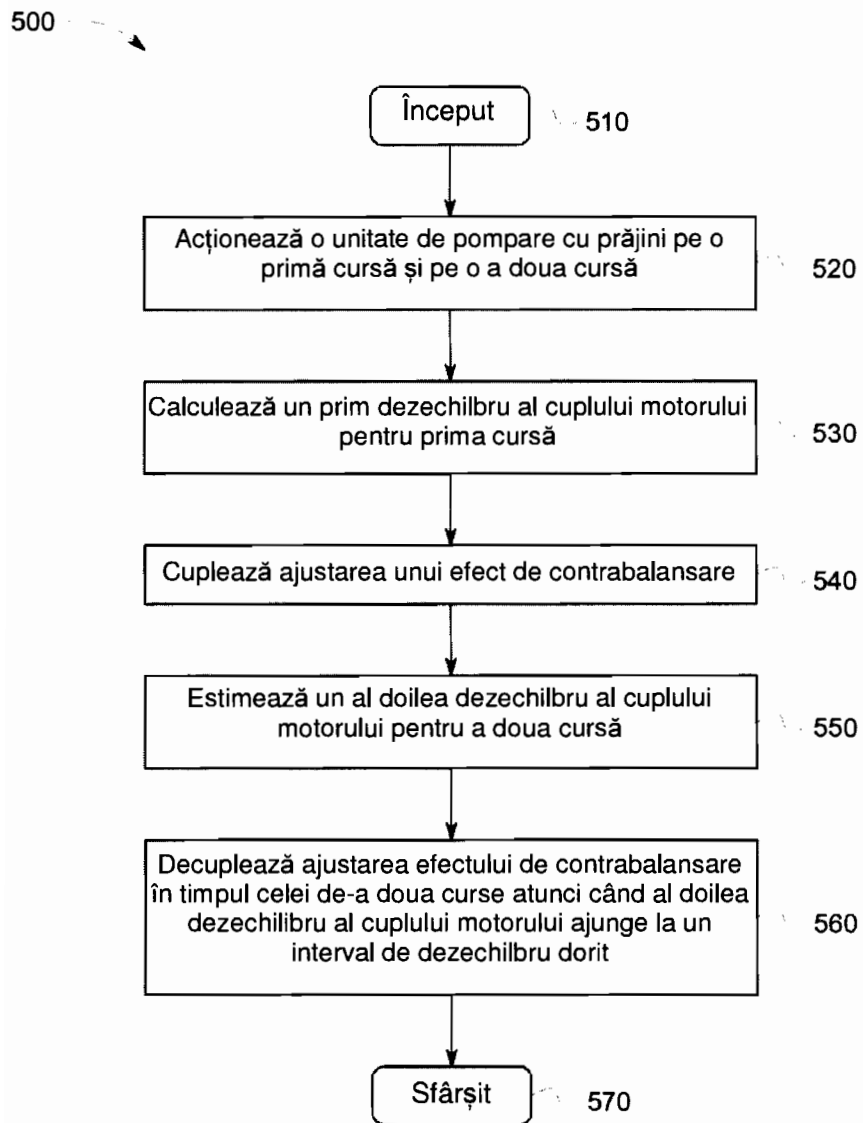 500
Început
510
Acționează o unitate de pompare cu prăjini pe o
primă cursă și pe o a doua cursă
520
Calculează un prim dezechilbru al cuplului motorului
pentru prima cursă
530
Cuplează ajustarea unui efect de contrabalansare
540
Estimează un al doilea dezechilbru al cuplului
motorului pentru a doua cursă
550
Decuplează ajustarea efectului de contrabalansare
în timpul celei de-a doua curse atunci când al doilea
dezechilibru al cuplului motorului ajunge la un
interval de dezechilbru dorit
560
Sfârșit
570